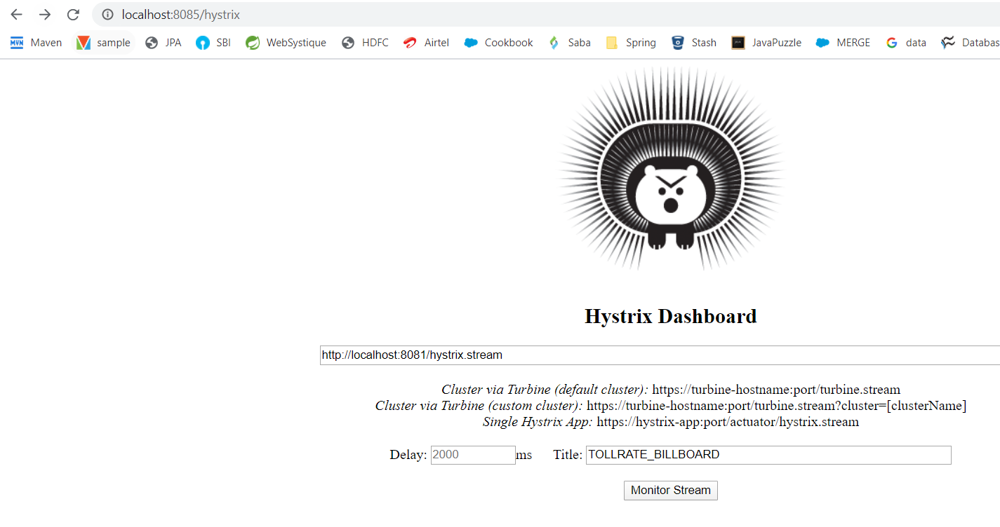 localhost:8085/hystrix
MVN Maven sample JPA SBI WebSystique HDFC Airtel Cookbook Saba Spring Stash JavaPuzzle MERGE data Databas
Hystrix Dashboard
http://localhost:8081/hystrix.stream
Cluster via Turbine (default cluster): https://turbine-hostname:port/turbine.stream
Cluster via Turbine (custom cluster): https://turbine-hostname:port/turbine.stream?cluster=[clusterName]
Single Hystrix App: https://hystrix-app:port/actuator/hystrix.stream
Delay: 2000 ms Title: TOLLRATE_BILLBOARD
Monitor Stream